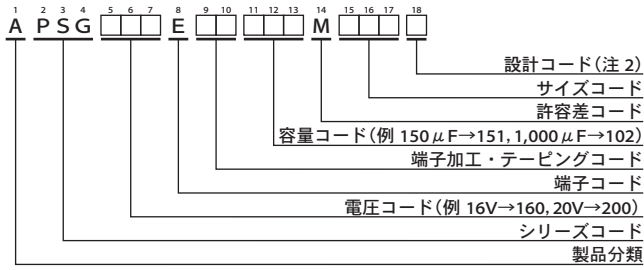 1 2 3 4 5 6 7 8 9 10 11 12 13 14 15 16 17 18
A P S G □□□ E □□ □□□ M □□□ □
設計コード(注 2)
サイズコード
許容差コード
容量コード(例 150μF→151, 1,000μF→102)
端子加工・テーピングコード
端子コード
電圧コード(例 16V→160, 20V→200)
シリーズコード
製品分類